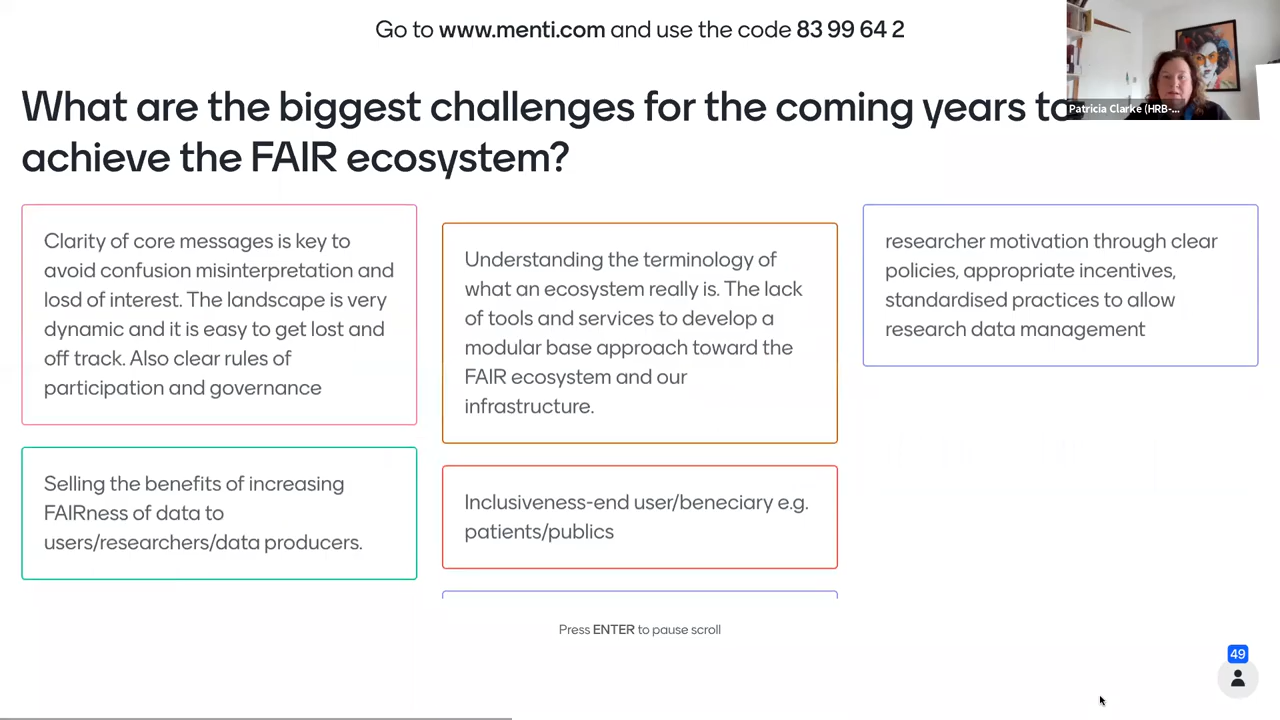 Go to www.menti.com and use the code 83 99 64 2
Patricia Clarke (HRB-...
What are the biggest challenges for the coming years to
achieve the FAIR ecosystem?
Clarity of core messages is key to
avoid confusion misinterpretation and
losd of interest. The landscape is very
dynamic and it is easy to get lost and
off track. Also clear rules of
participation and governance
Selling the benefits of increasing
FAIRness of data to
users/researchers/data producers.
Understanding the terminology of
what an ecosystem really is. The lack
of tools and services to develop a
modular base approach toward the
FAIR ecosystem and our
infrastructure.
Inclusiveness-end user/beneciary e.g.
patients/publics
researcher motivation through clear
policies, appropriate incentives,
standardised practices to allow
research data management
Press ENTER to pause scroll
49